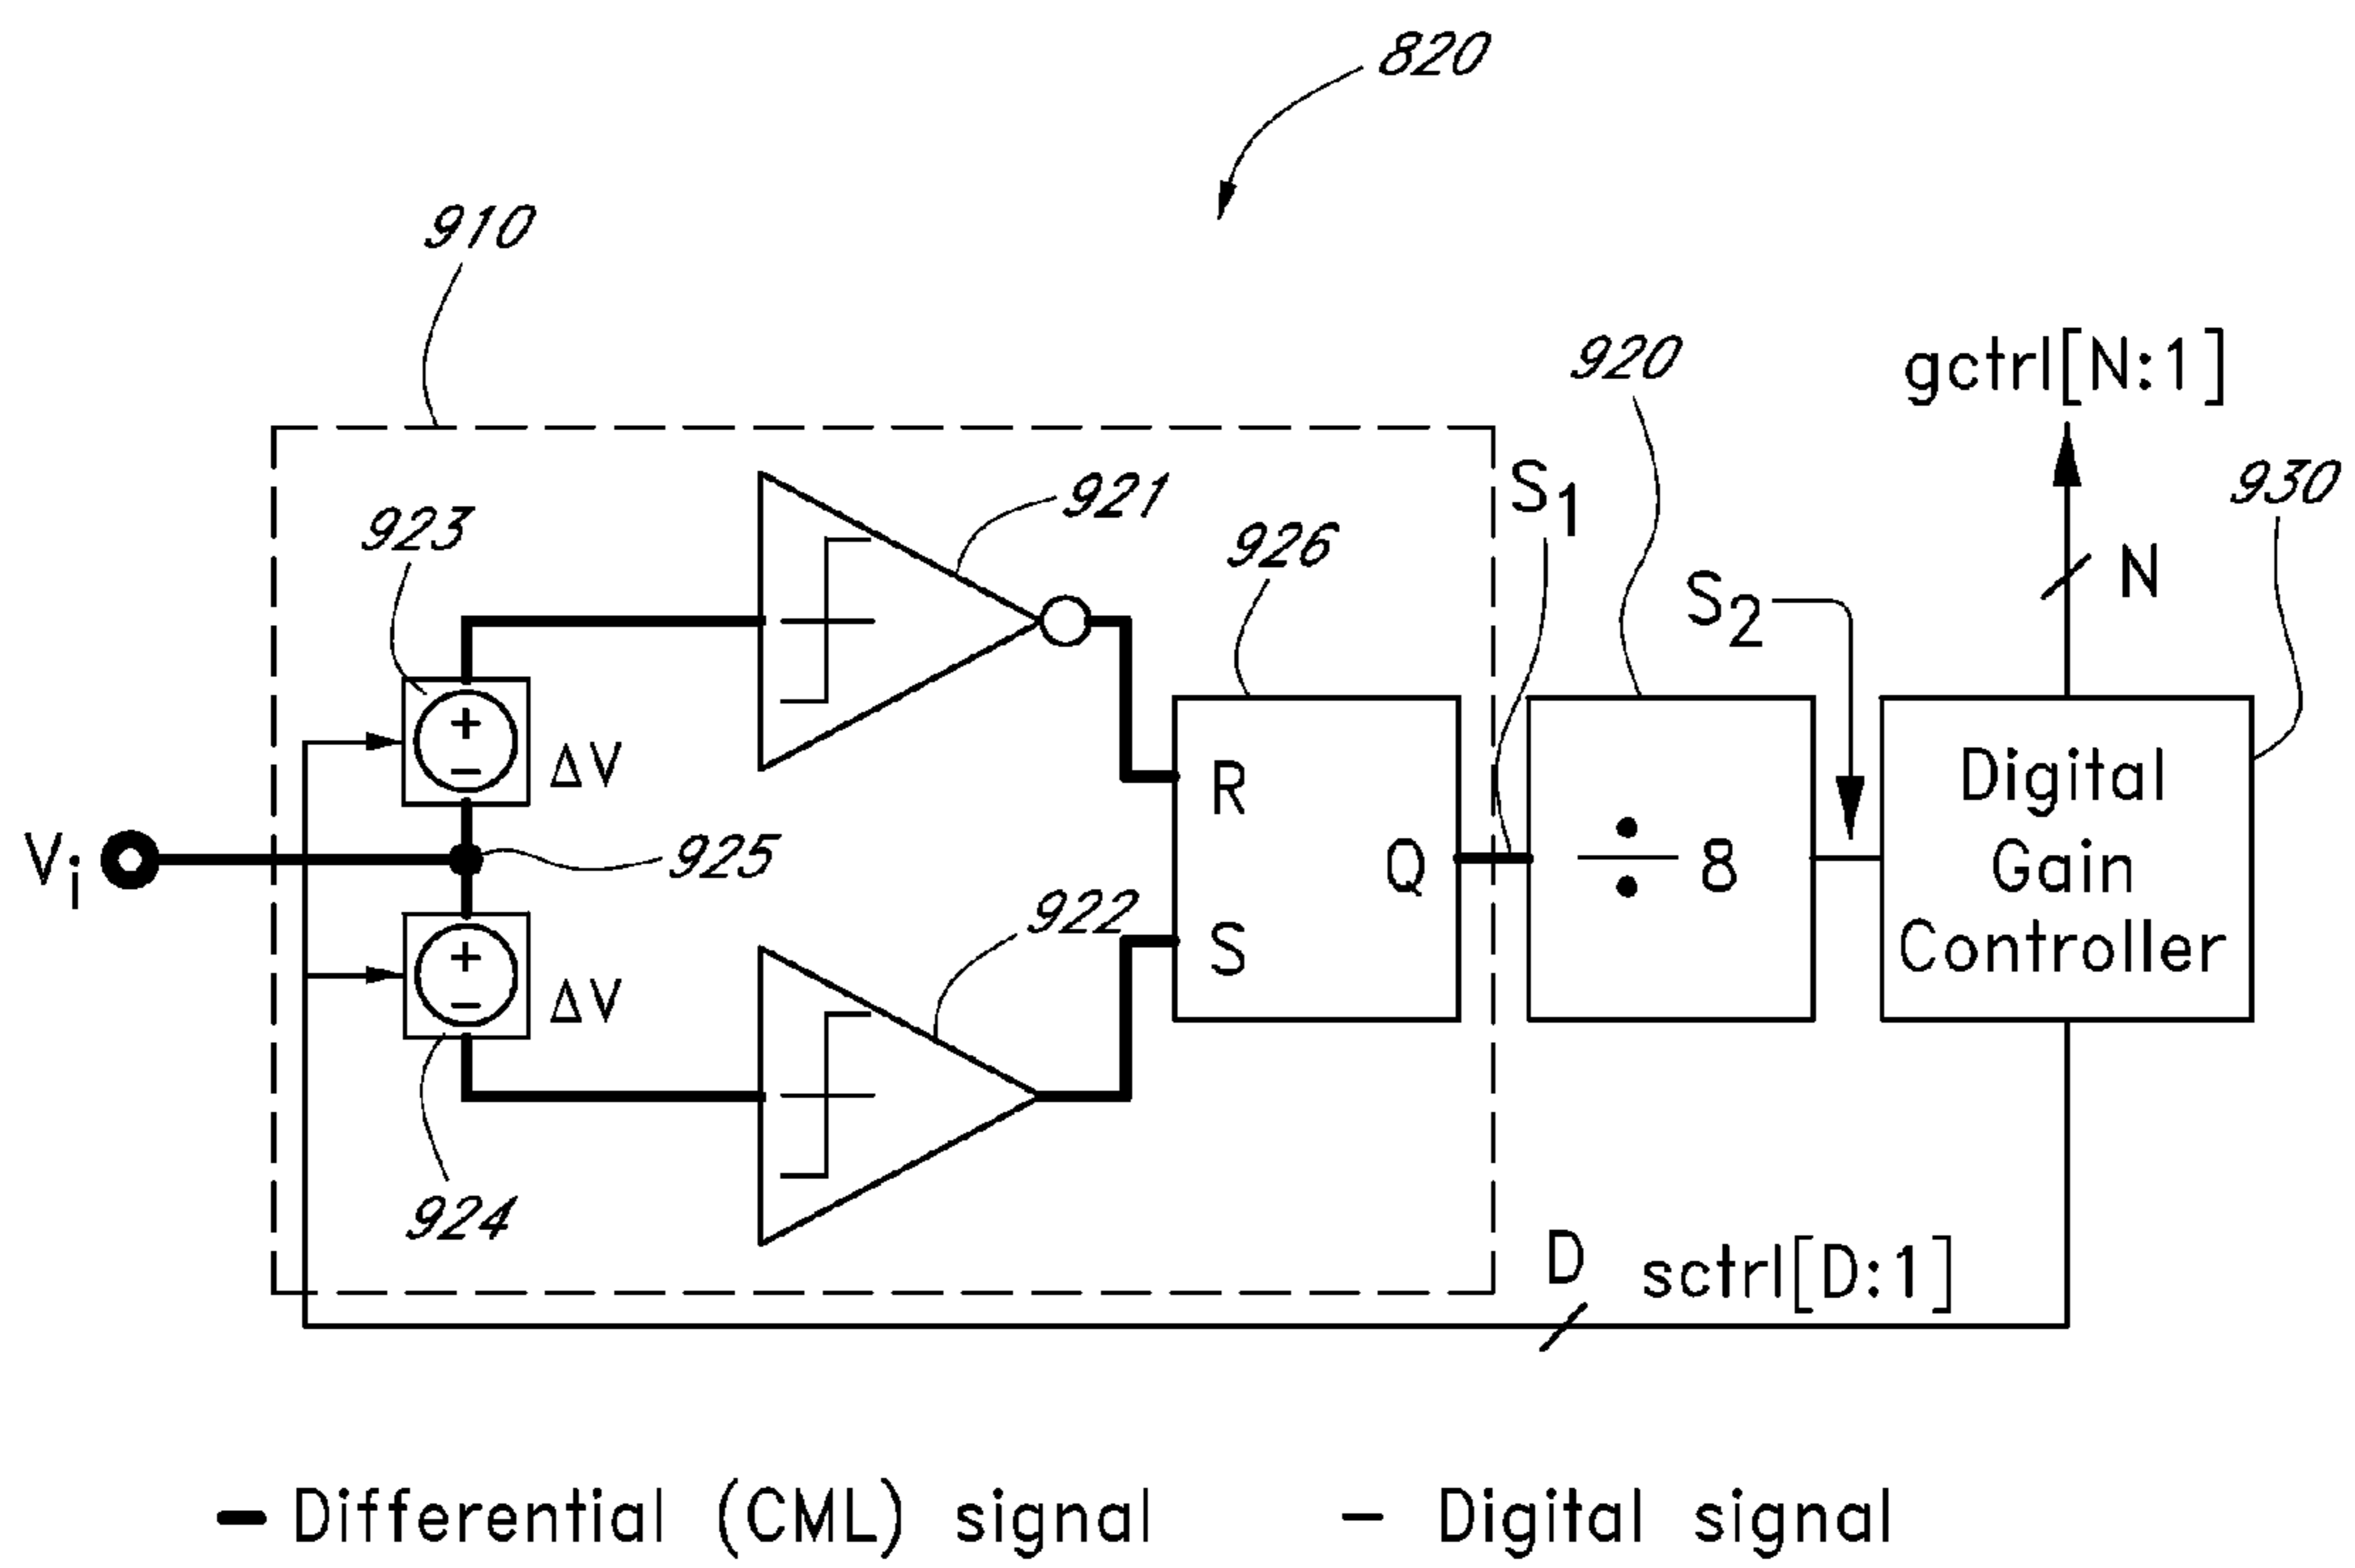 820
910
920
gctrl[N:1]
921
S1
930
923
926
S2
N
ΔV
R
Digital
Gain
Controller
Vi
925
Q
÷ 8
922
S
ΔV
924
D
sctrl[D:1]
Differential (CML) signal
Digital signal